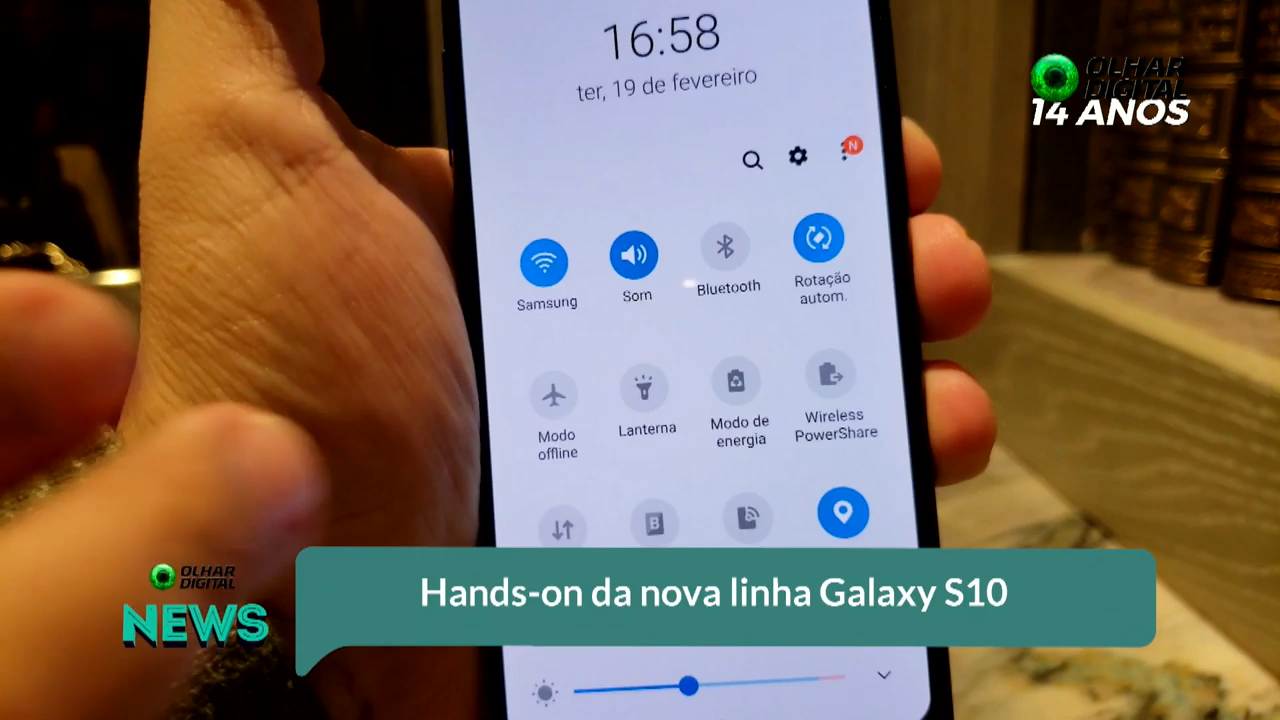 16:58
ter, 19 de fevereiro
OLHAR
DIGITAL
14 ANOS
N
Samsung
Som
Bluetooth
Rotação
autom.
Modo
offline
Lanterna
Modo de
energia
Wireless
PowerShare
B
OLHAR
DIGITAL
NEWS
Hands-on da nova linha Galaxy S10